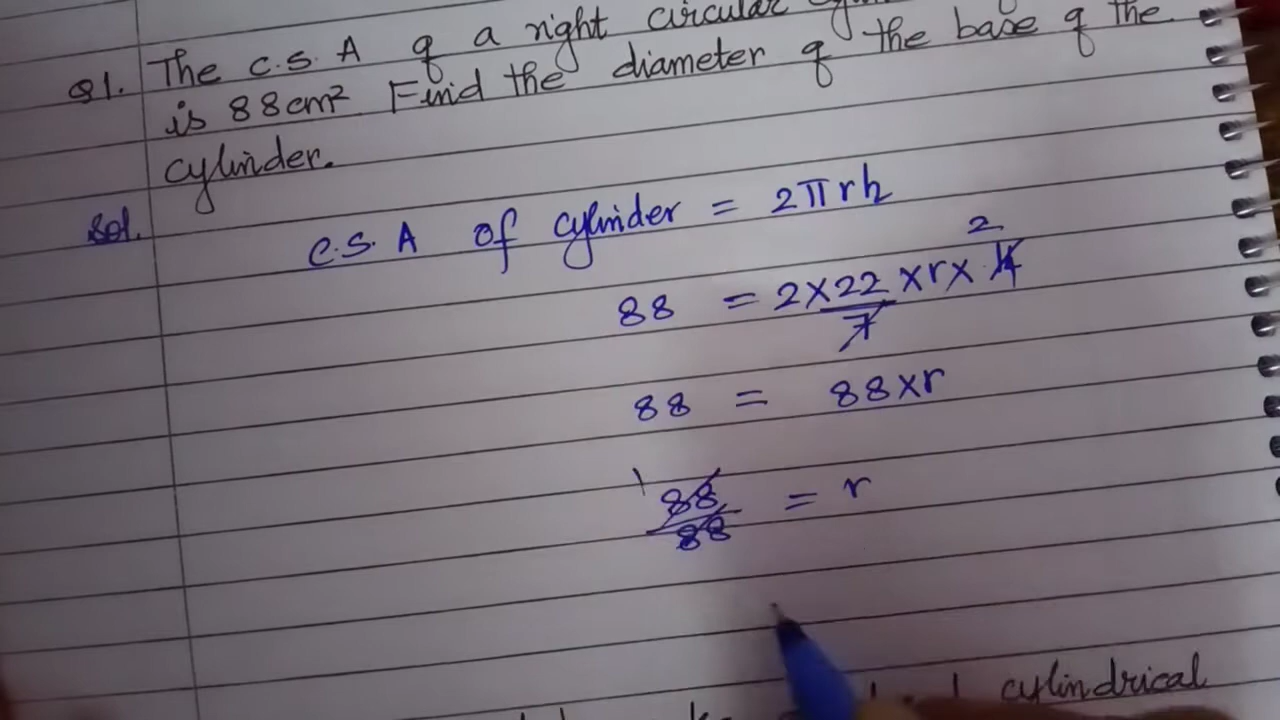 Q1. The C.S.A of a right circular
is 88cm² Find the diameter of the base of the
cylinder.
Sol. C.S.A of cylinder = 2πrh
2
88 = 2×22/7 ×r× 14
88 = 88×r
1 88/88 = r
cylindrical